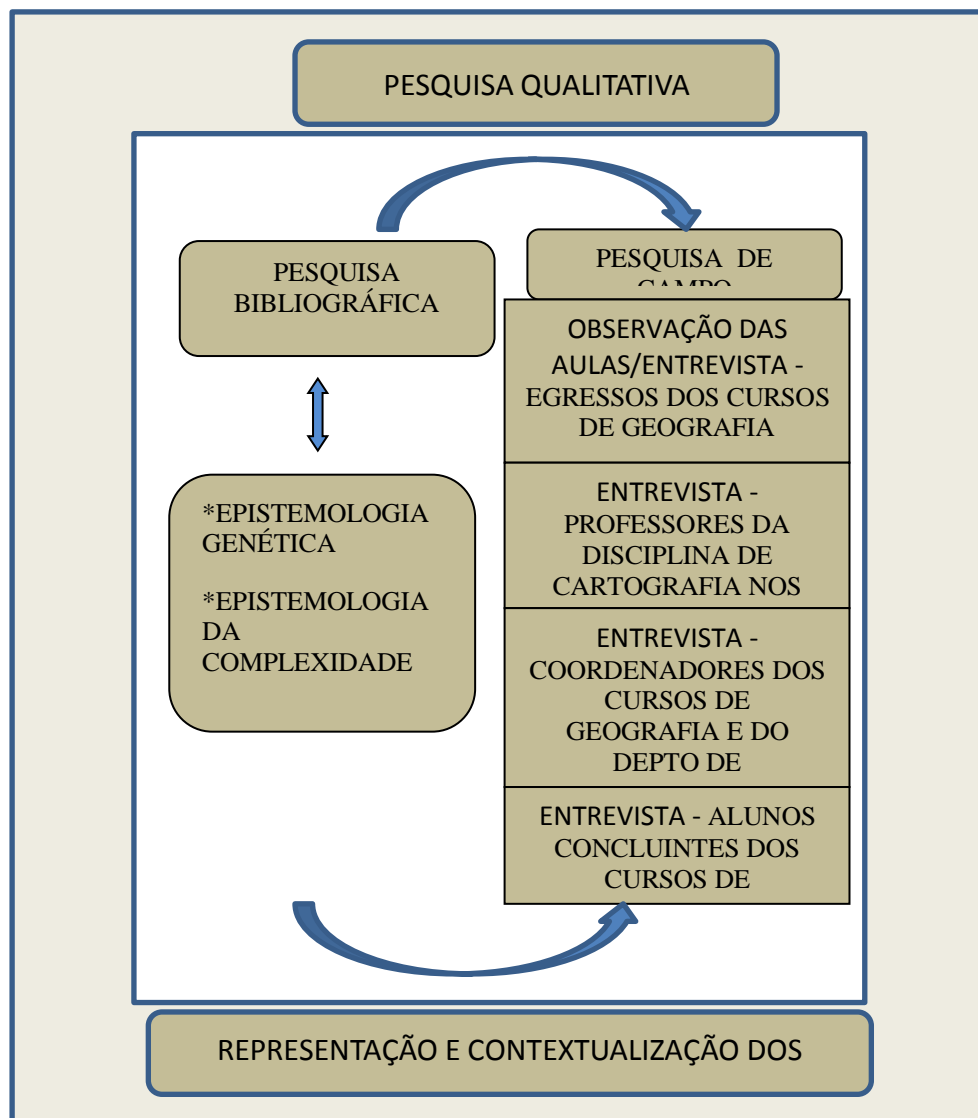 PESQUISA QUALITATIVA
PESQUISA
BIBLIOGRÁFICA
*EPISTEMOLOGIA
GENÉTICA
*EPISTEMOLOGIA
DA
COMPLEXIDADE
PESQUISA DE
CAMPO
OBSERVAÇÃO DAS
AULAS/ENTREVISTA -
EGRESSOS DOS CURSOS
DE GEOGRAFIA
ENTREVISTA -
PROFESSORES DA
DISCIPLINA DE
CARTOGRAFIA NOS
ENTREVISTA -
COORDENADORES DOS
CURSOS DE
GEOGRAFIA E DO
DEPTO DE
ENTREVISTA - ALUNOS
CONCLUINTES DOS
CURSOS DE
REPRESENTAÇÃO E CONTEXTUALIZAÇÃO DOS